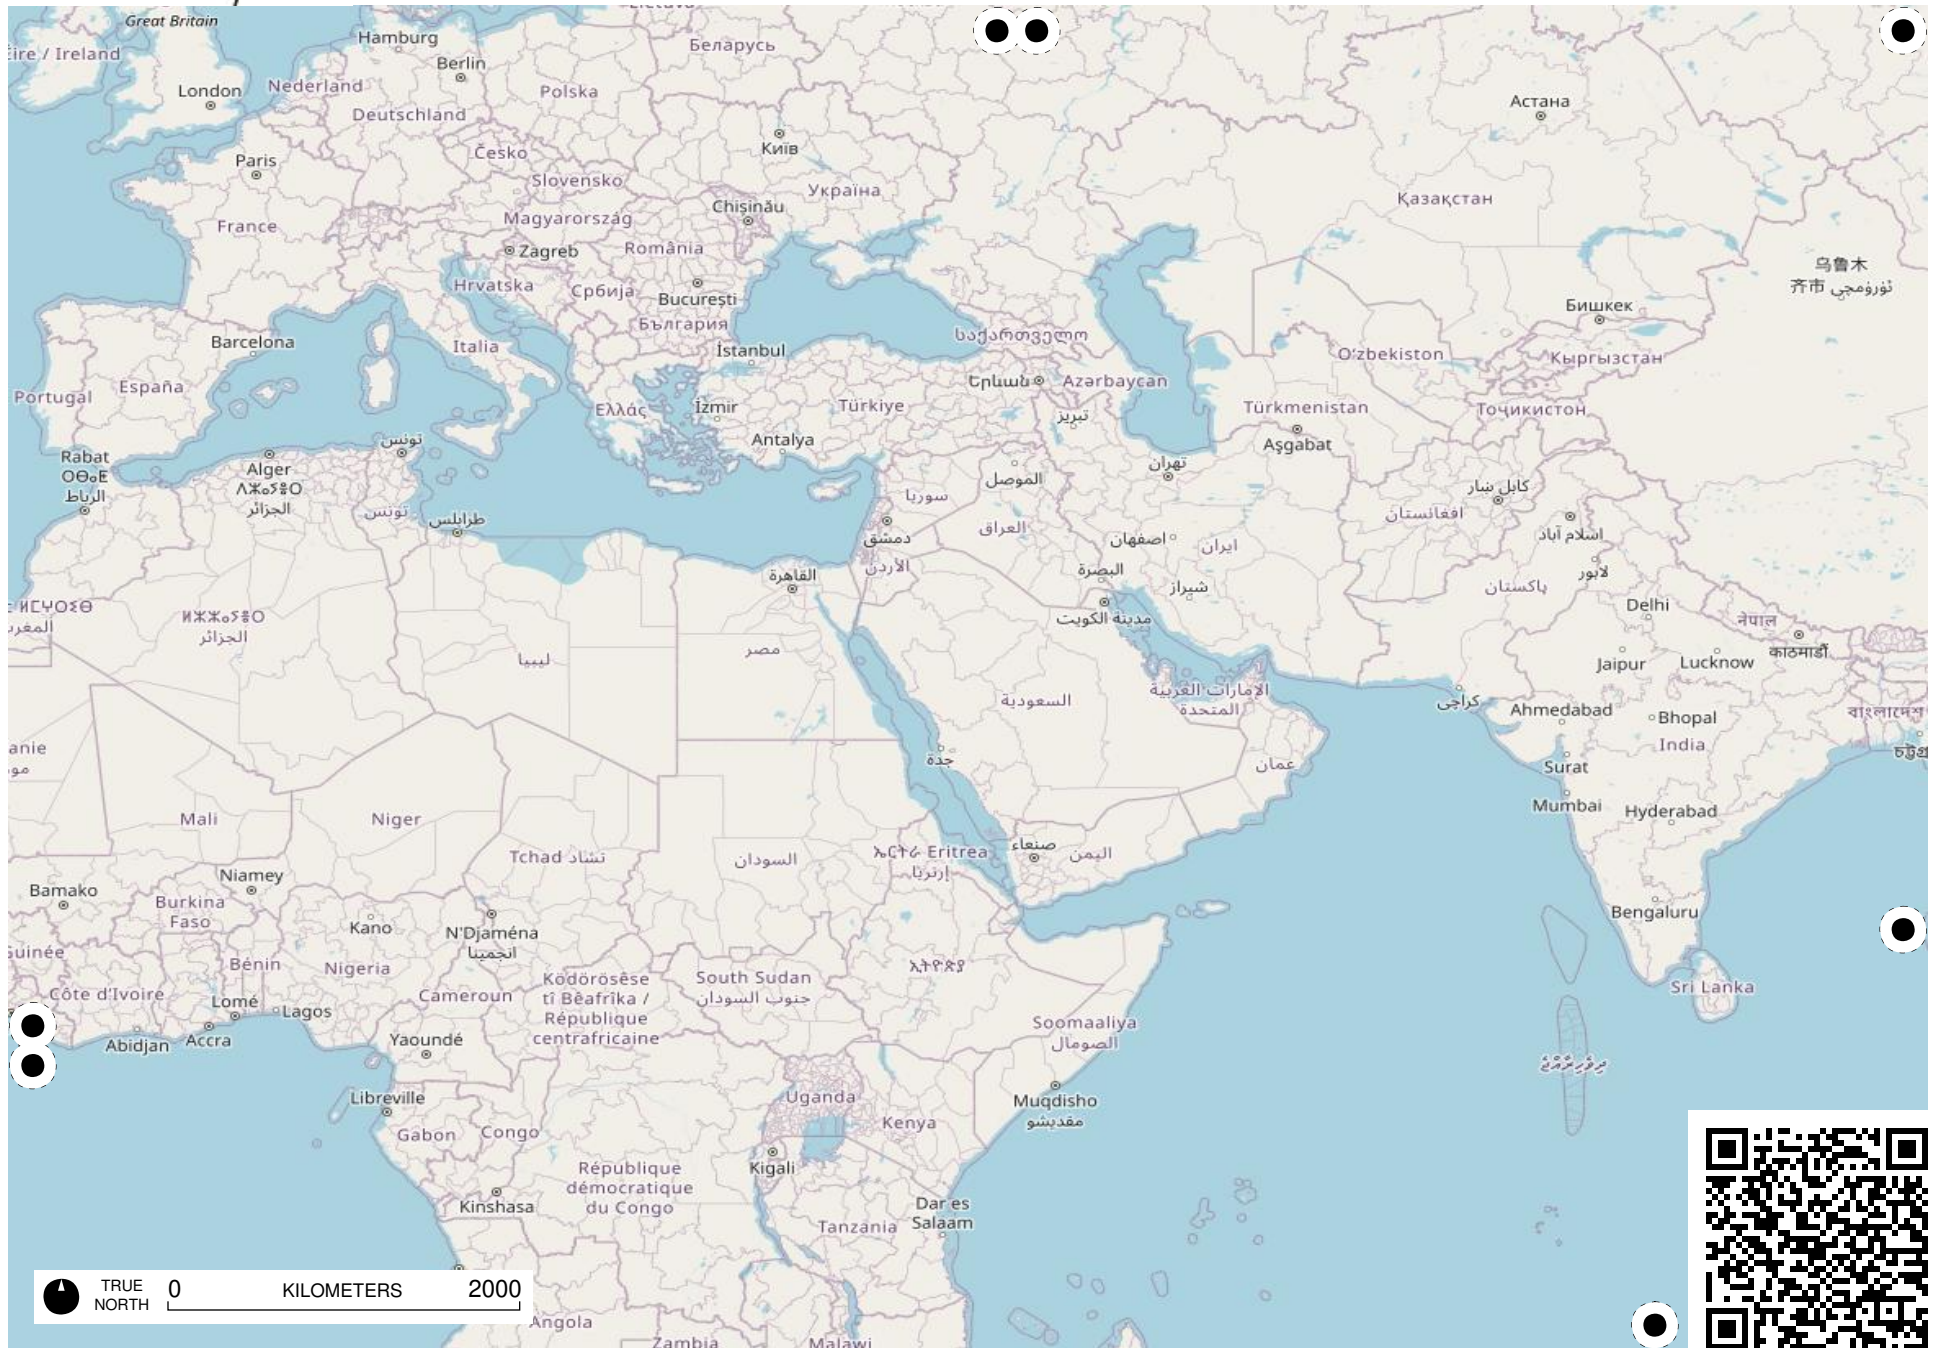 Great Britain
Éire / Ireland
Hamburg
Berlin
Беларусь
London
Nederland
Polska
Deutschland
Астана
Київ
Paris
Česko
Slovensko
Україна
Қазақстан
Chișinău
Magyarország
France
Zagreb
România
乌鲁木
齐市 ئۈرۈمچى
Hrvatska
Србија
București
Бишкек
България
Barcelona
Italia
İstanbul
საქართველო
O‘zbekiston
Кыргызстан
Portugal
España
Երևան
Azərbaycan
Ελλάς
İzmir
Türkiye
تبریز
Türkmenistan
Тоҷикистон
تونس
Antalya
Aşgabat
Rabat
ⵔⴱⴰⵟ
الرباط
Alger
الجزائر
تهران
الموصل
سوريا
کابل ښار
تونس
طرابلس
العراق
افغانستان
دمشق
اصفهان
ایران
اسلام آباد
الأردن
القاهرة
البصرة
شیراز
لاہور
پاکستان
Delhi
مدينة الكويت
नेपाल
काठमाडौँ
الجزائر
ليبيا
مصر
Jaipur
Lucknow
السعودية
الإمارات العربية
المتحدة
کراچی
Ahmedabad
Bhopal
India
বাংলাদেশ
جدة
عمان
Surat
Mumbai
Hyderabad
Mali
Niger
Tchad تشاد
السودان
ኤርትራ Eritrea
إرتريا
صنعاء
اليمن
Bamako
Niamey
Burkina
Faso
Kano
N'Djaména
انجمينا
Bengaluru
Bénin
Nigeria
Cameroun
Ködörösêse
tî Bêafrîka /
République
centrafricaine
South Sudan
جنوب السودان
ኢትዮጵያ
Sri Lanka
Côte d'Ivoire
Lomé
Lagos
Abidjan
Accra
Yaoundé
Soomaaliya
الصومال
ދިވެހިރާއްޖެ
Libreville
Uganda
Muqdisho
مقديشو
Gabon
Congo
Kenya
Kigali
République
démocratique
du Congo
Kinshasa
Tanzania
Dar es
Salaam
TRUE
NORTH
0
KILOMETERS
2000
Angola
Zambia
Malawi